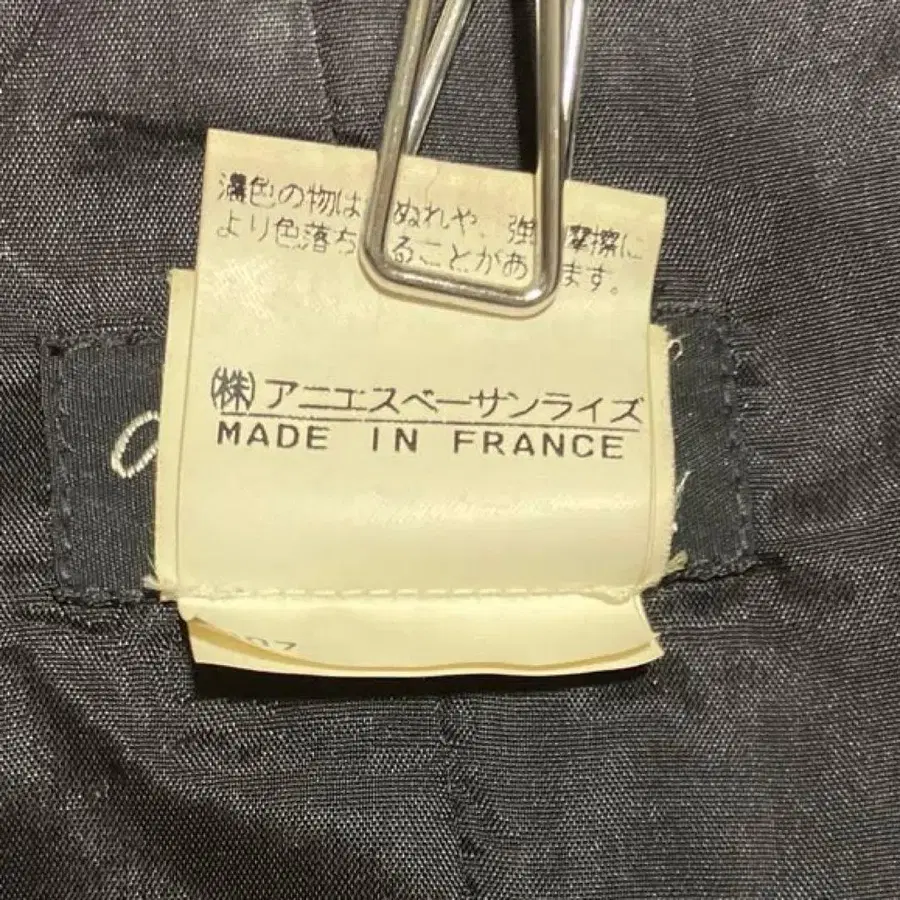 濃色の物は ぬれや、強 摩擦に
より色落ち ることがあ ます。
(株)アニエスベーサンライズ
MADE IN FRANCE